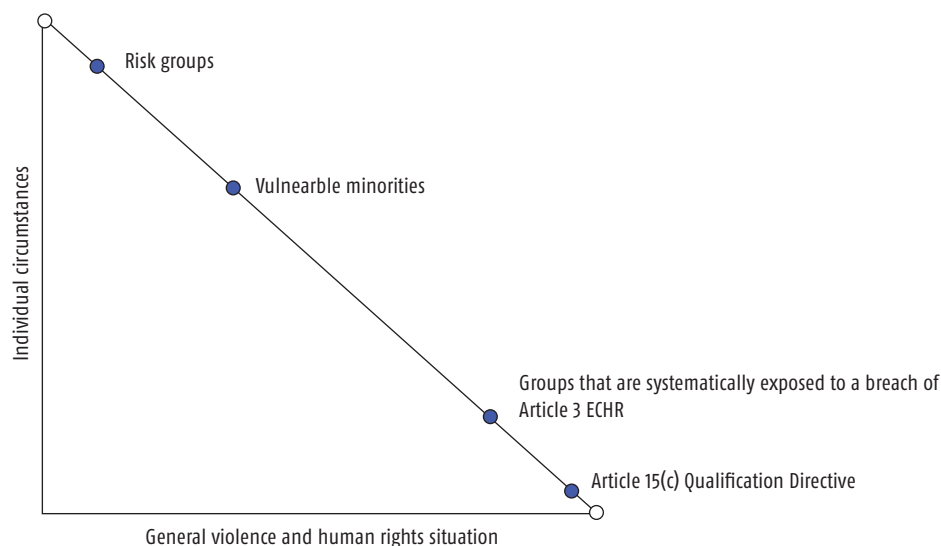 Risk groups
Vulnearble minorities
Individual circumstances
Groups that are systematically exposed to a breach of
Article 3 ECHR
Article 15(c) Qualification Directive
General violence and human rights situation